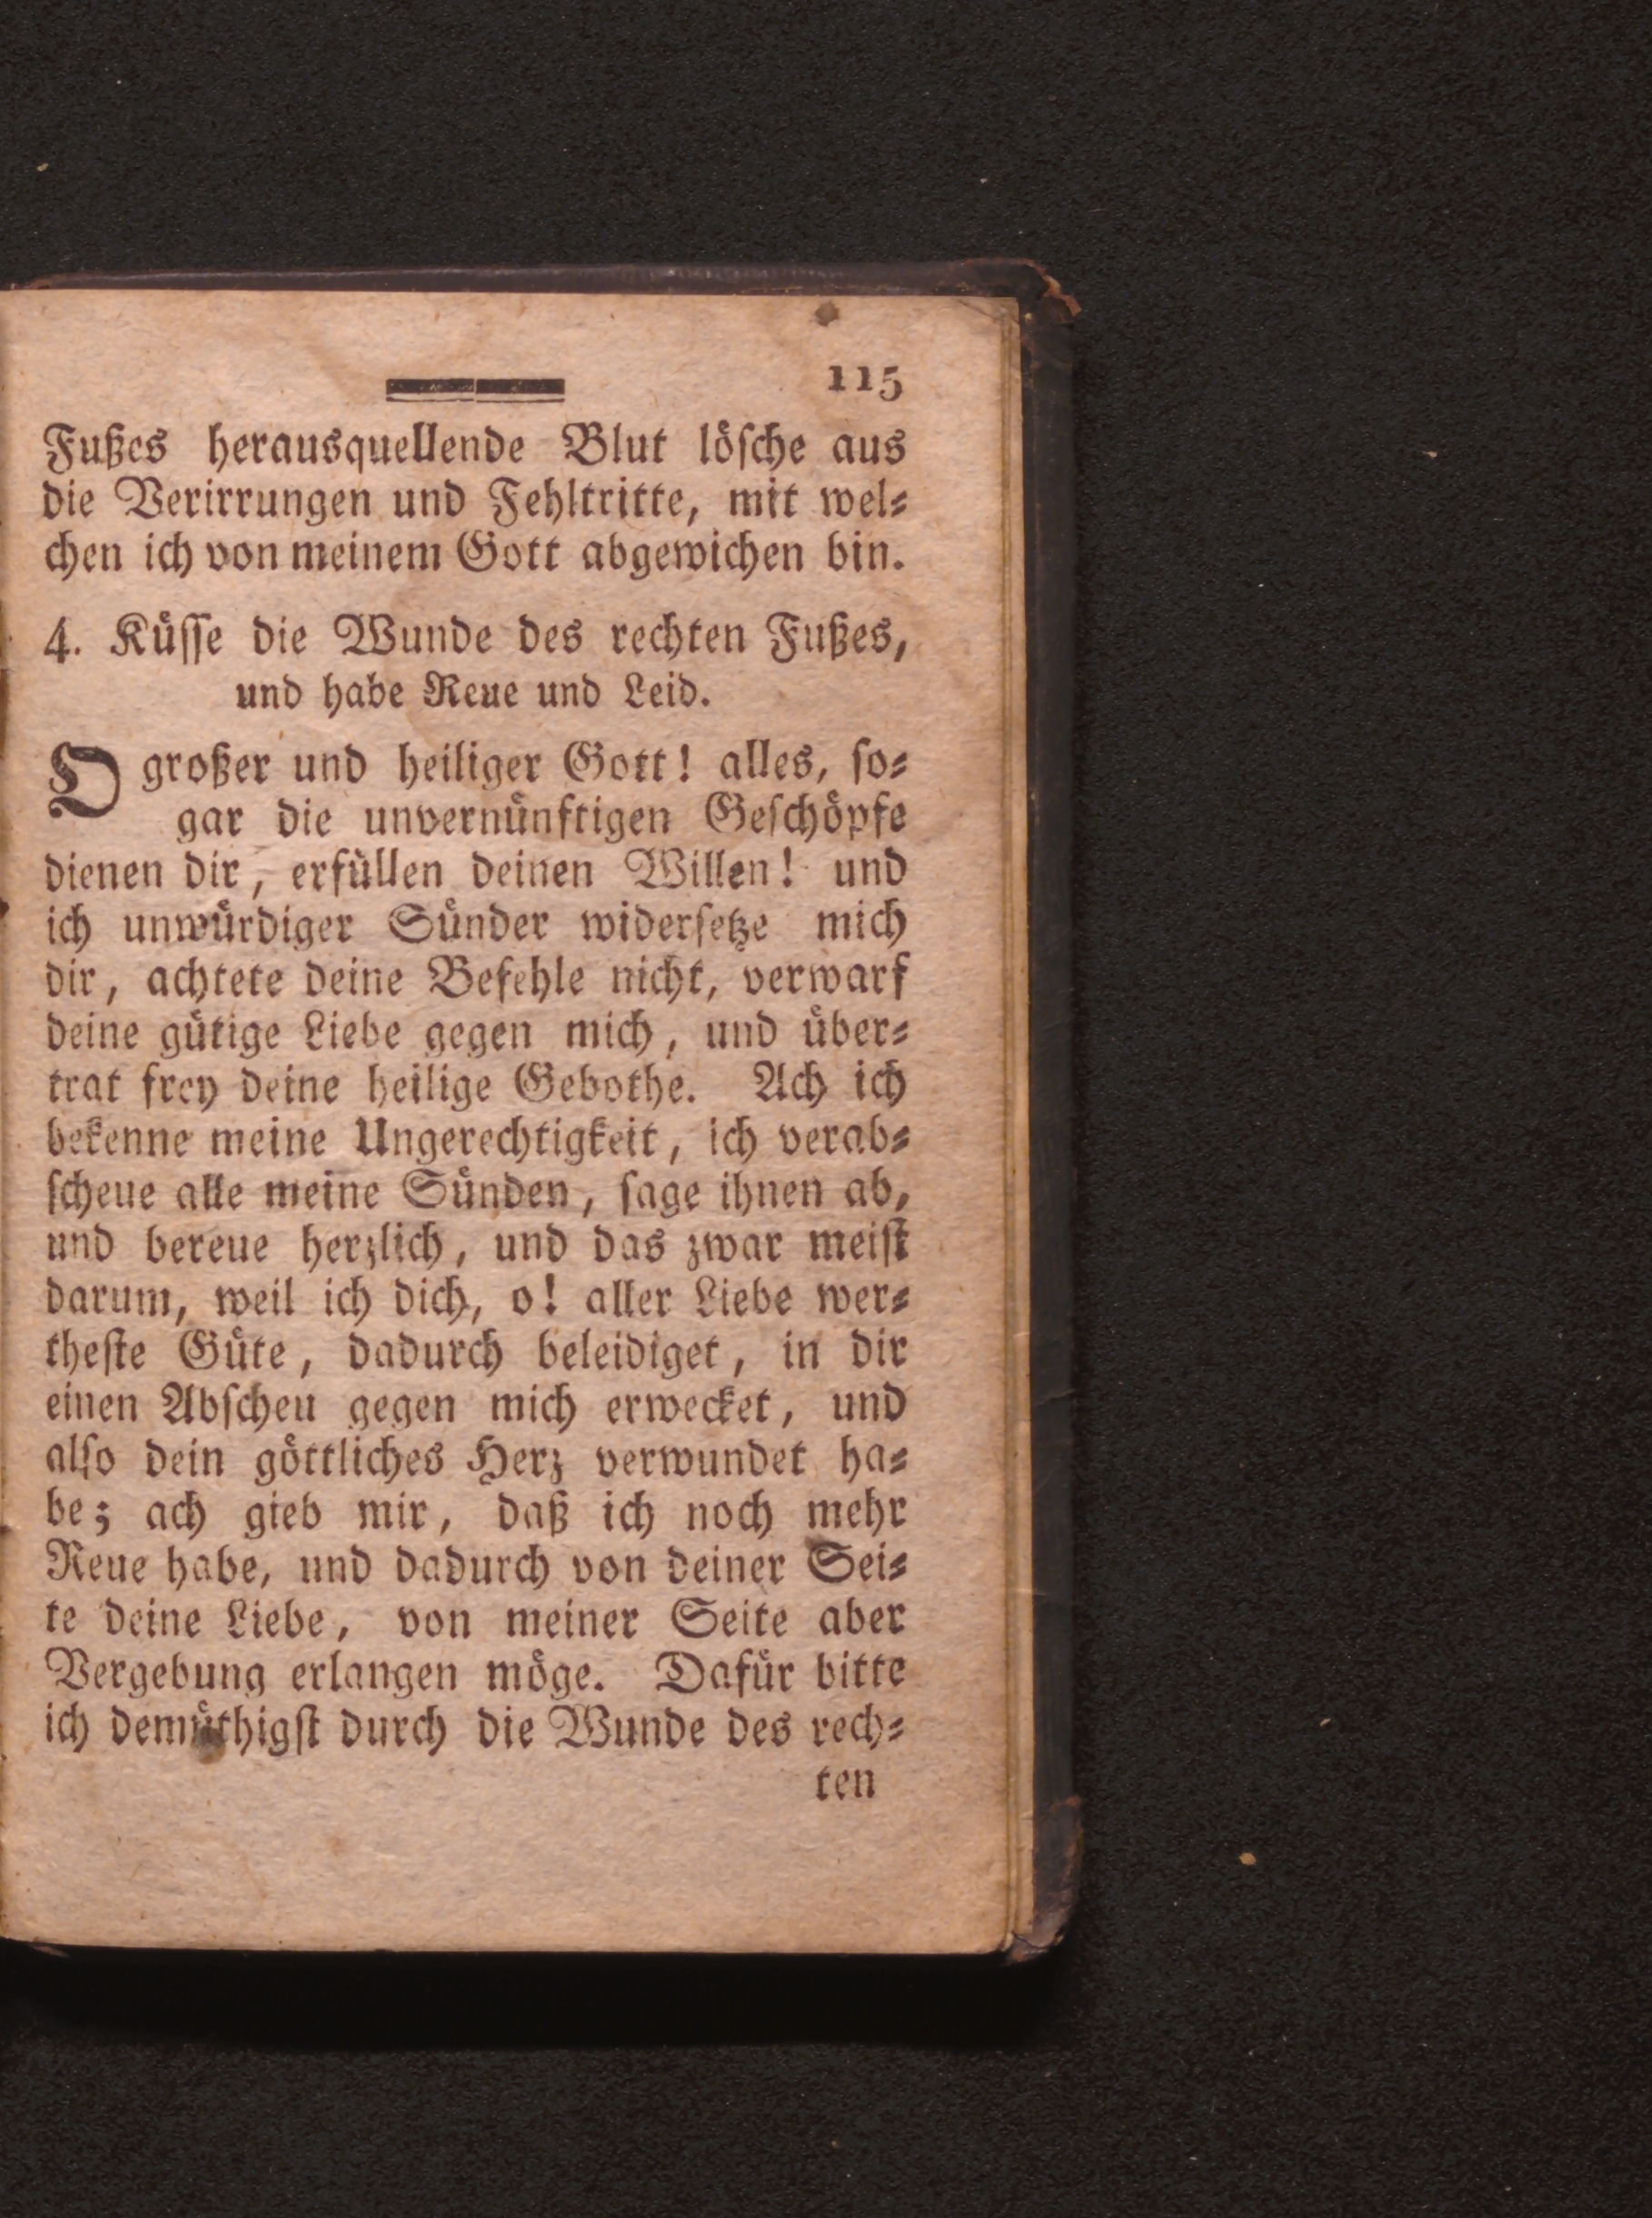 115
Fußes herausquellende Blut löſche aus
die Verirrungen und Fehltritte, mit wel⸗
chen ich von meinem Gott abgewichen bin.
4. Küſſe die Wunde des rechten Fußes,
und habe Reue und Leid.
O großer und heiliger Gott! alles, ſo⸗
gar die unvernünftigen Geſchöpfe
dienen dir, erfüllen deinen Willen! und
ich unwürdiger Sünder widerſetze mich
dir, achtete deine Befehle nicht, verwarf
deine gütige Liebe gegen mich, und über⸗
trat frey deine heilige Gebothe. Ach ich
bekenne meine Ungerechtigkeit, ich verab⸗
ſcheue alle meine Sünden, ſage ihnen ab,
und bereue herzlich, und das zwar meiſt
darum, weil ich dich, o! aller Liebe wer⸗
theſte Güte, dadurch beleidiget, in dir
einen Abſcheu gegen mich erwecket, und
alſo dein göttliches Herz verwundet ha⸗
be; ach gieb mir, daß ich noch mehr
Reue habe, und dadurch von deiner Sei⸗
te deine Liebe, von meiner Seite aber
Vergebung erlangen möge. Dafür bitte
ich demüthigſt durch die Wunde des rech⸗
ten